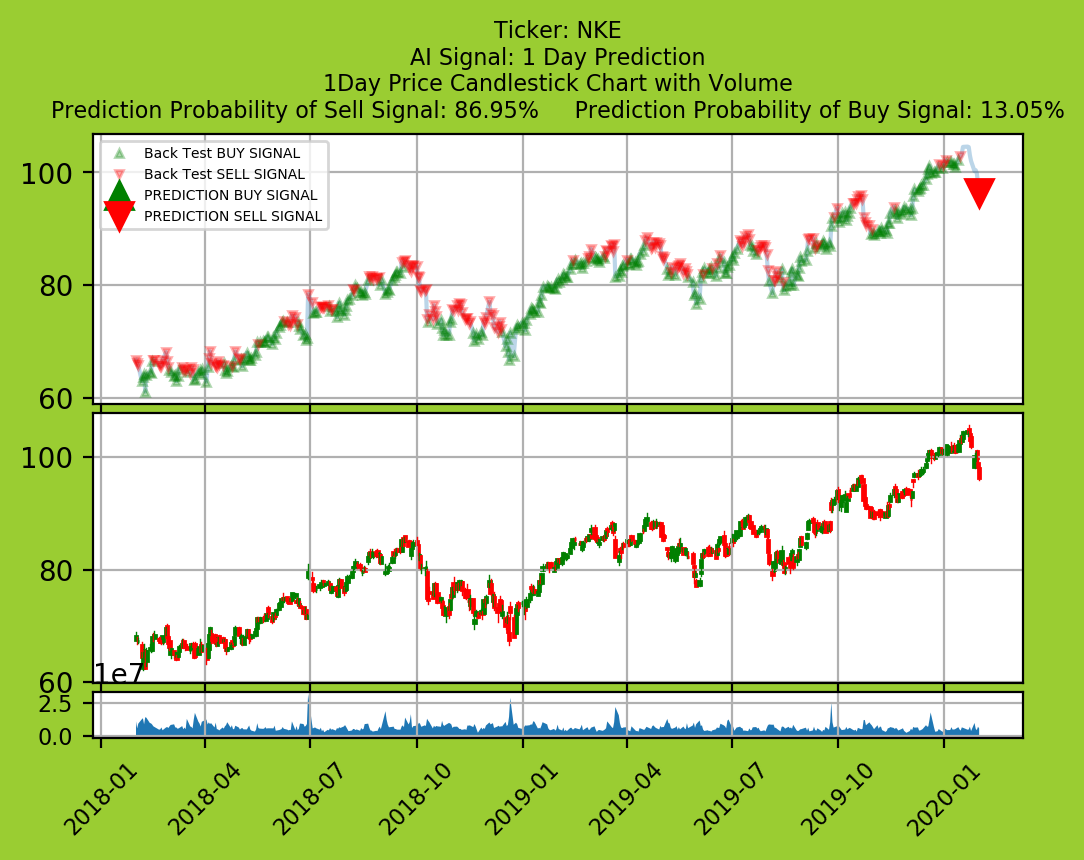 Ticker: NKE
AI Signal: 1 Day Prediction
1Day Price Candlestick Chart with Volume
Prediction Probability of Sell Signal: 86.95% Prediction Probability of Buy Signal: 13.05%
Back Test BUY SIGNAL
Back Test SELL SIGNAL
PREDICTION BUY SIGNAL
PREDICTION SELL SIGNAL
100
80
60
100
80
60
1e7
2.5
0.0
2018-01
2018-04
2018-07
2018-10
2019-01
2019-04
2019-07
2019-10
2020-01